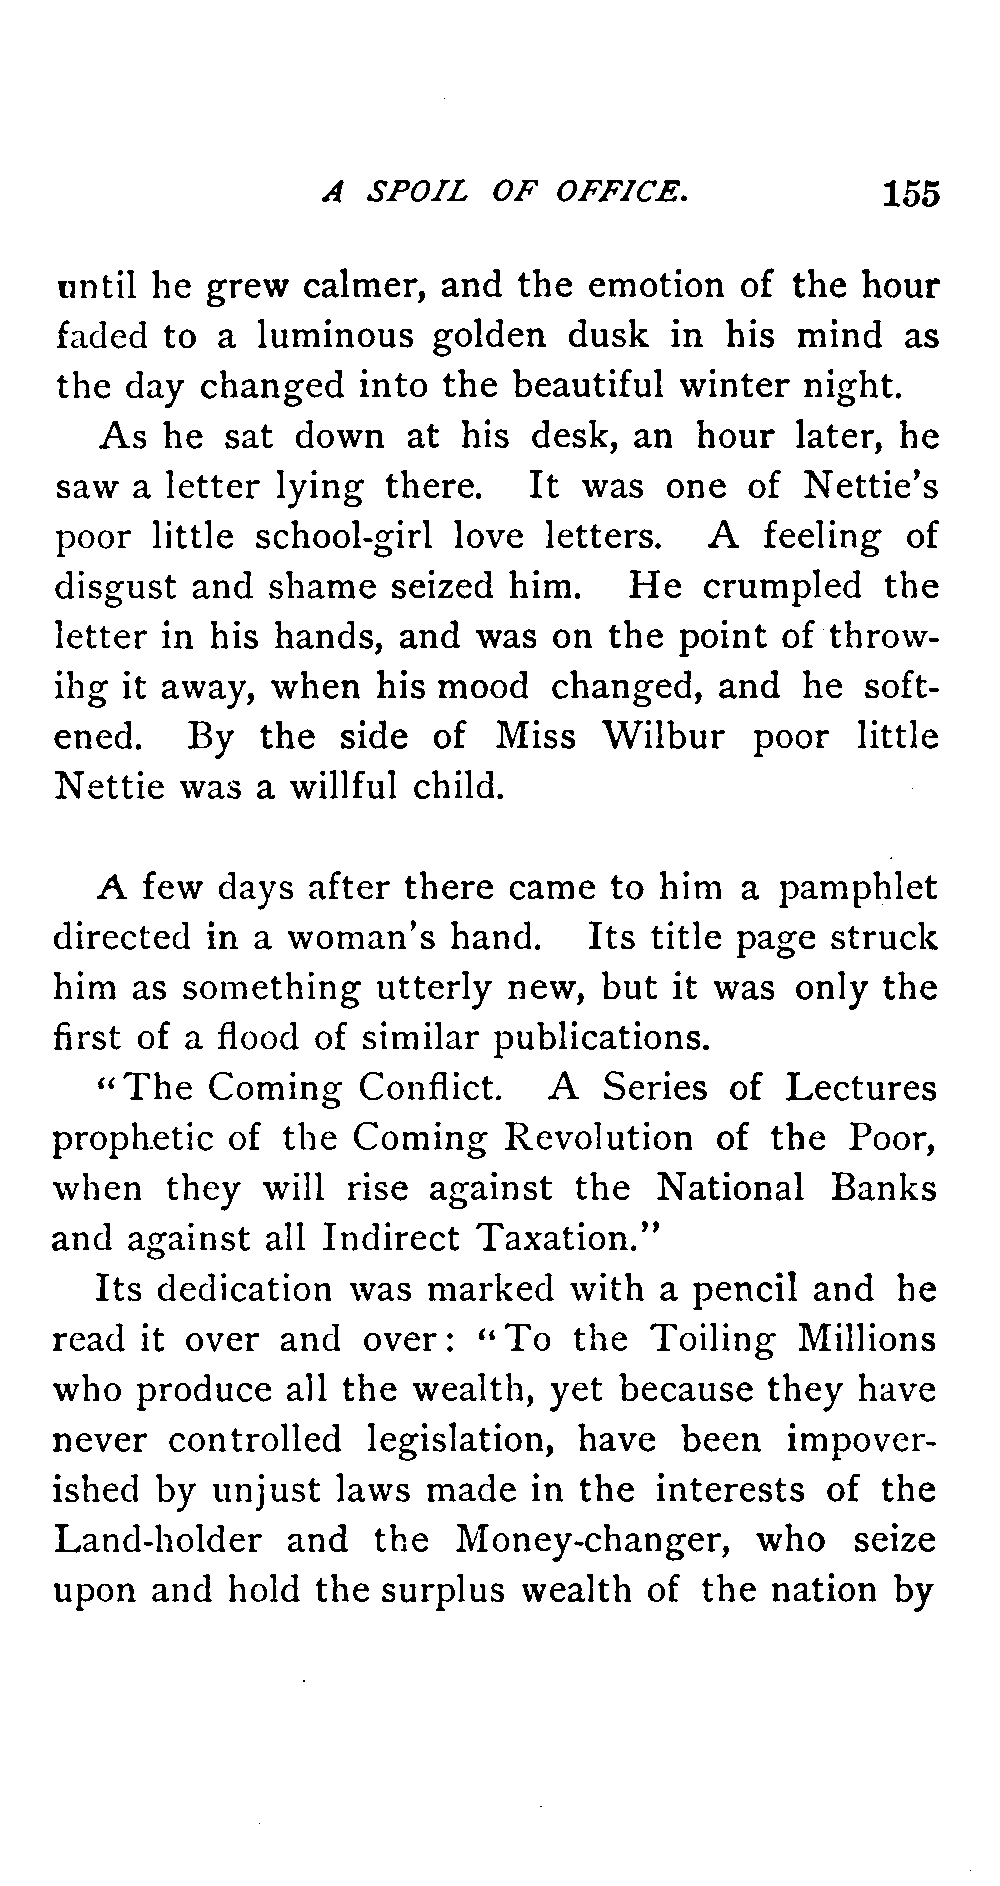 A SPOIL OF OFFICE. 155
until he grew calmer, and the emotion of the hour
faded to a luminous golden dusk in his mind as
the day changed into the beautiful winter night.
As he sat down at his desk, an hour later, he
saw a letter lying there. It was one of Nettie's
poor little school-girl love letters. A feeling of
disgust and shame seized him. He crumpled the
letter in his hands, and was on the point of throw-
ihg it away, when his mood changed, and he soft-
ened. By the side of Miss Wilbur poor little
Nettie was a willful child.
A few days after there came to him a pamphlet
directed in a woman's hand. Its title page struck
him as something utterly new, but it was only the
first of a flood of similar publications.
"The Coming Conflict. A Series of Lectures
prophetic of the Coming Revolution of the Poor,
when they will rise against the National Banks
and against all Indirect Taxation."
Its dedication was marked with a pencil and he
read it over and over: "To the Toiling Millions
who produce all the wealth, yet because they have
never controlled legislation, have been impover-
ished by unjust laws made in the interests of the
Land-holder and the Money-changer, who seize
upon and hold the surplus wealth of the nation by